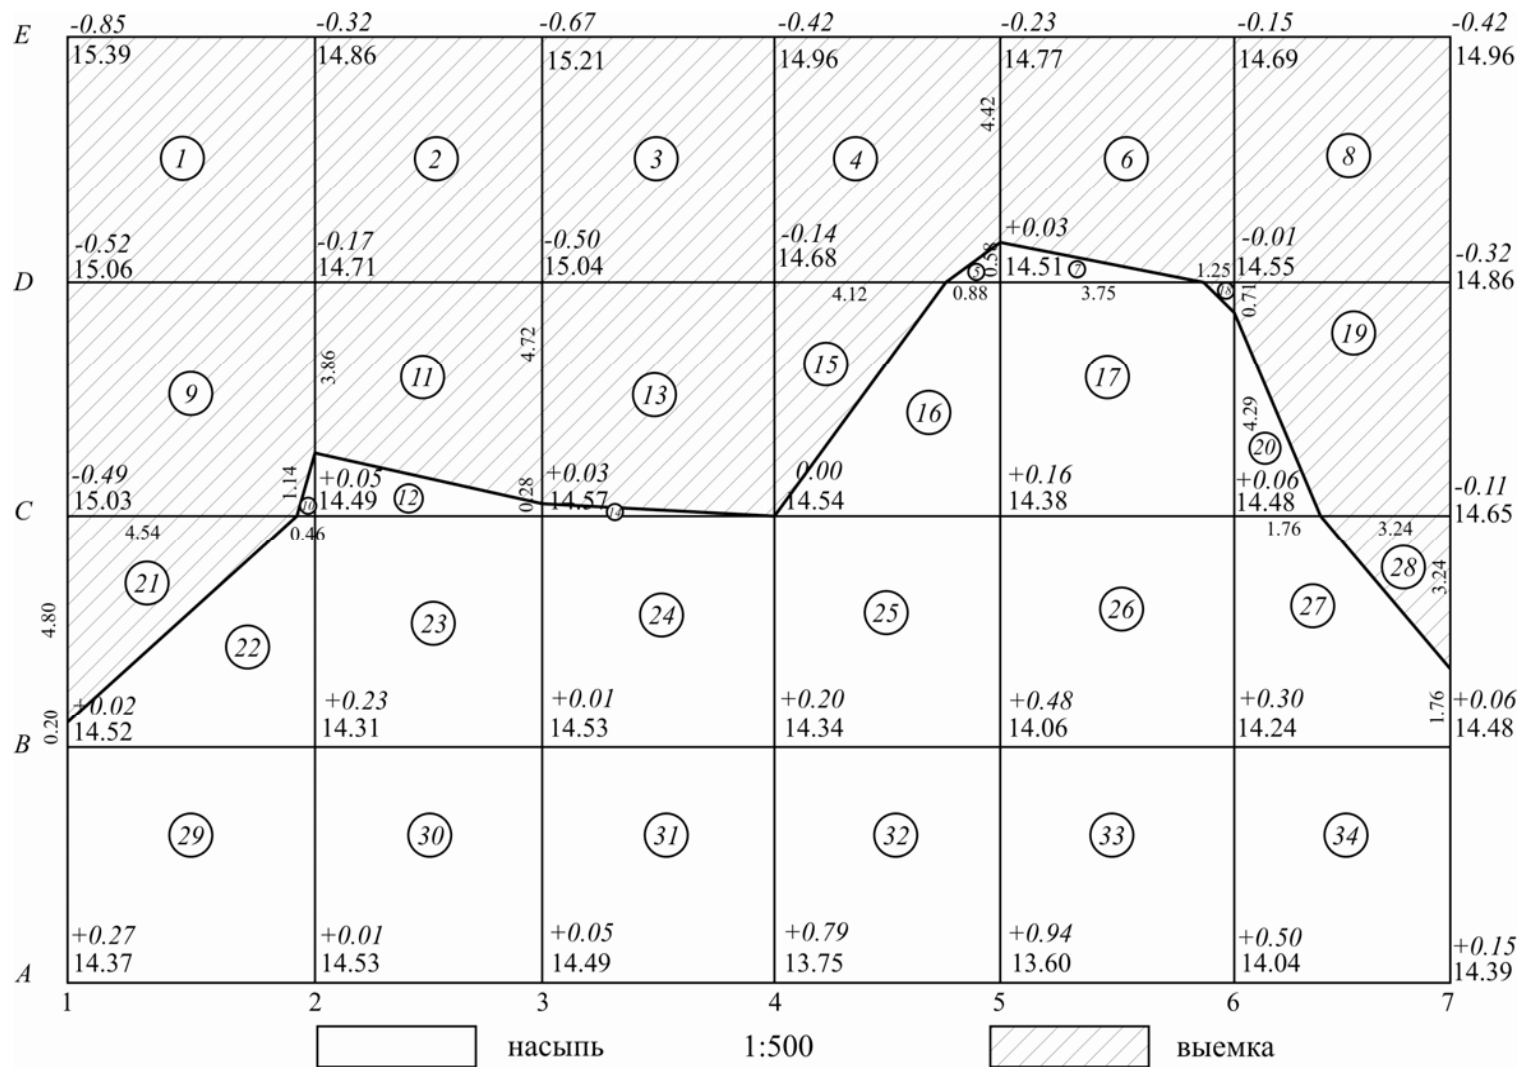 -0.85 -0.32 -0.67 -0.42 -0.23 -0.15 -0.42
E 15.39 14.86 15.21 14.96 14.77 14.69 14.96
4.42
1 2 3 4 6 8
-0.52 -0.17 -0.50 -0.14 +0.03 -0.01 -0.32
15.06 14.71 15.04 14.68 5 0.58 14.51 7 1.25 14.55 14.86
D 4.12 0.88 3.75 18 0.71
4.72 19
3.86 15
9 11 13 16 17 4.29
20
-0.49 1.14 +0.05 0.28 +0.03 0.00 +0.16 +0.06 -0.11
15.03 10 14.49 12 14.57 14 14.54 14.38 14.48 14.65
C
4.54 0.46 1.76 3.24
21 28 3.24
4.80 22 23 24 25 26 27
+0.02 +0.23 +0.01 +0.20 +0.48 +0.30 1.76 +0.06
0.20 14.52 14.31 14.53 14.34 14.06 14.24 14.48
B
29 30 31 32 33 34
+0.27 +0.01 +0.05 +0.79 +0.94 +0.50 +0.15
14.37 14.53 14.49 13.75 13.60 14.04 14.39
A
1 2 3 4 5 6 7
насыпь 1:500 выемка